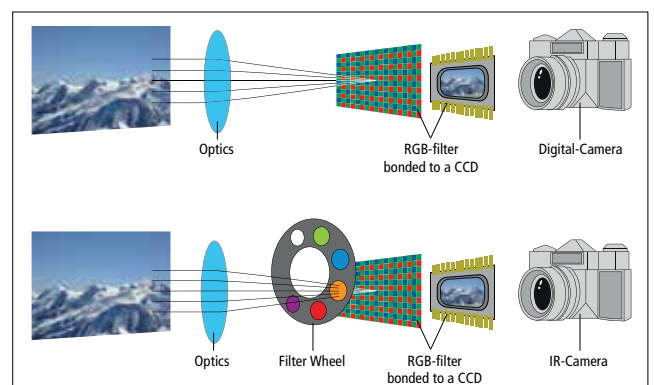 Optics
RGB-filter
bonded to a CCD
Digital-Camera
Optics
Filter Wheel
RGB-filter
bonded to a CCD
IR-Camera